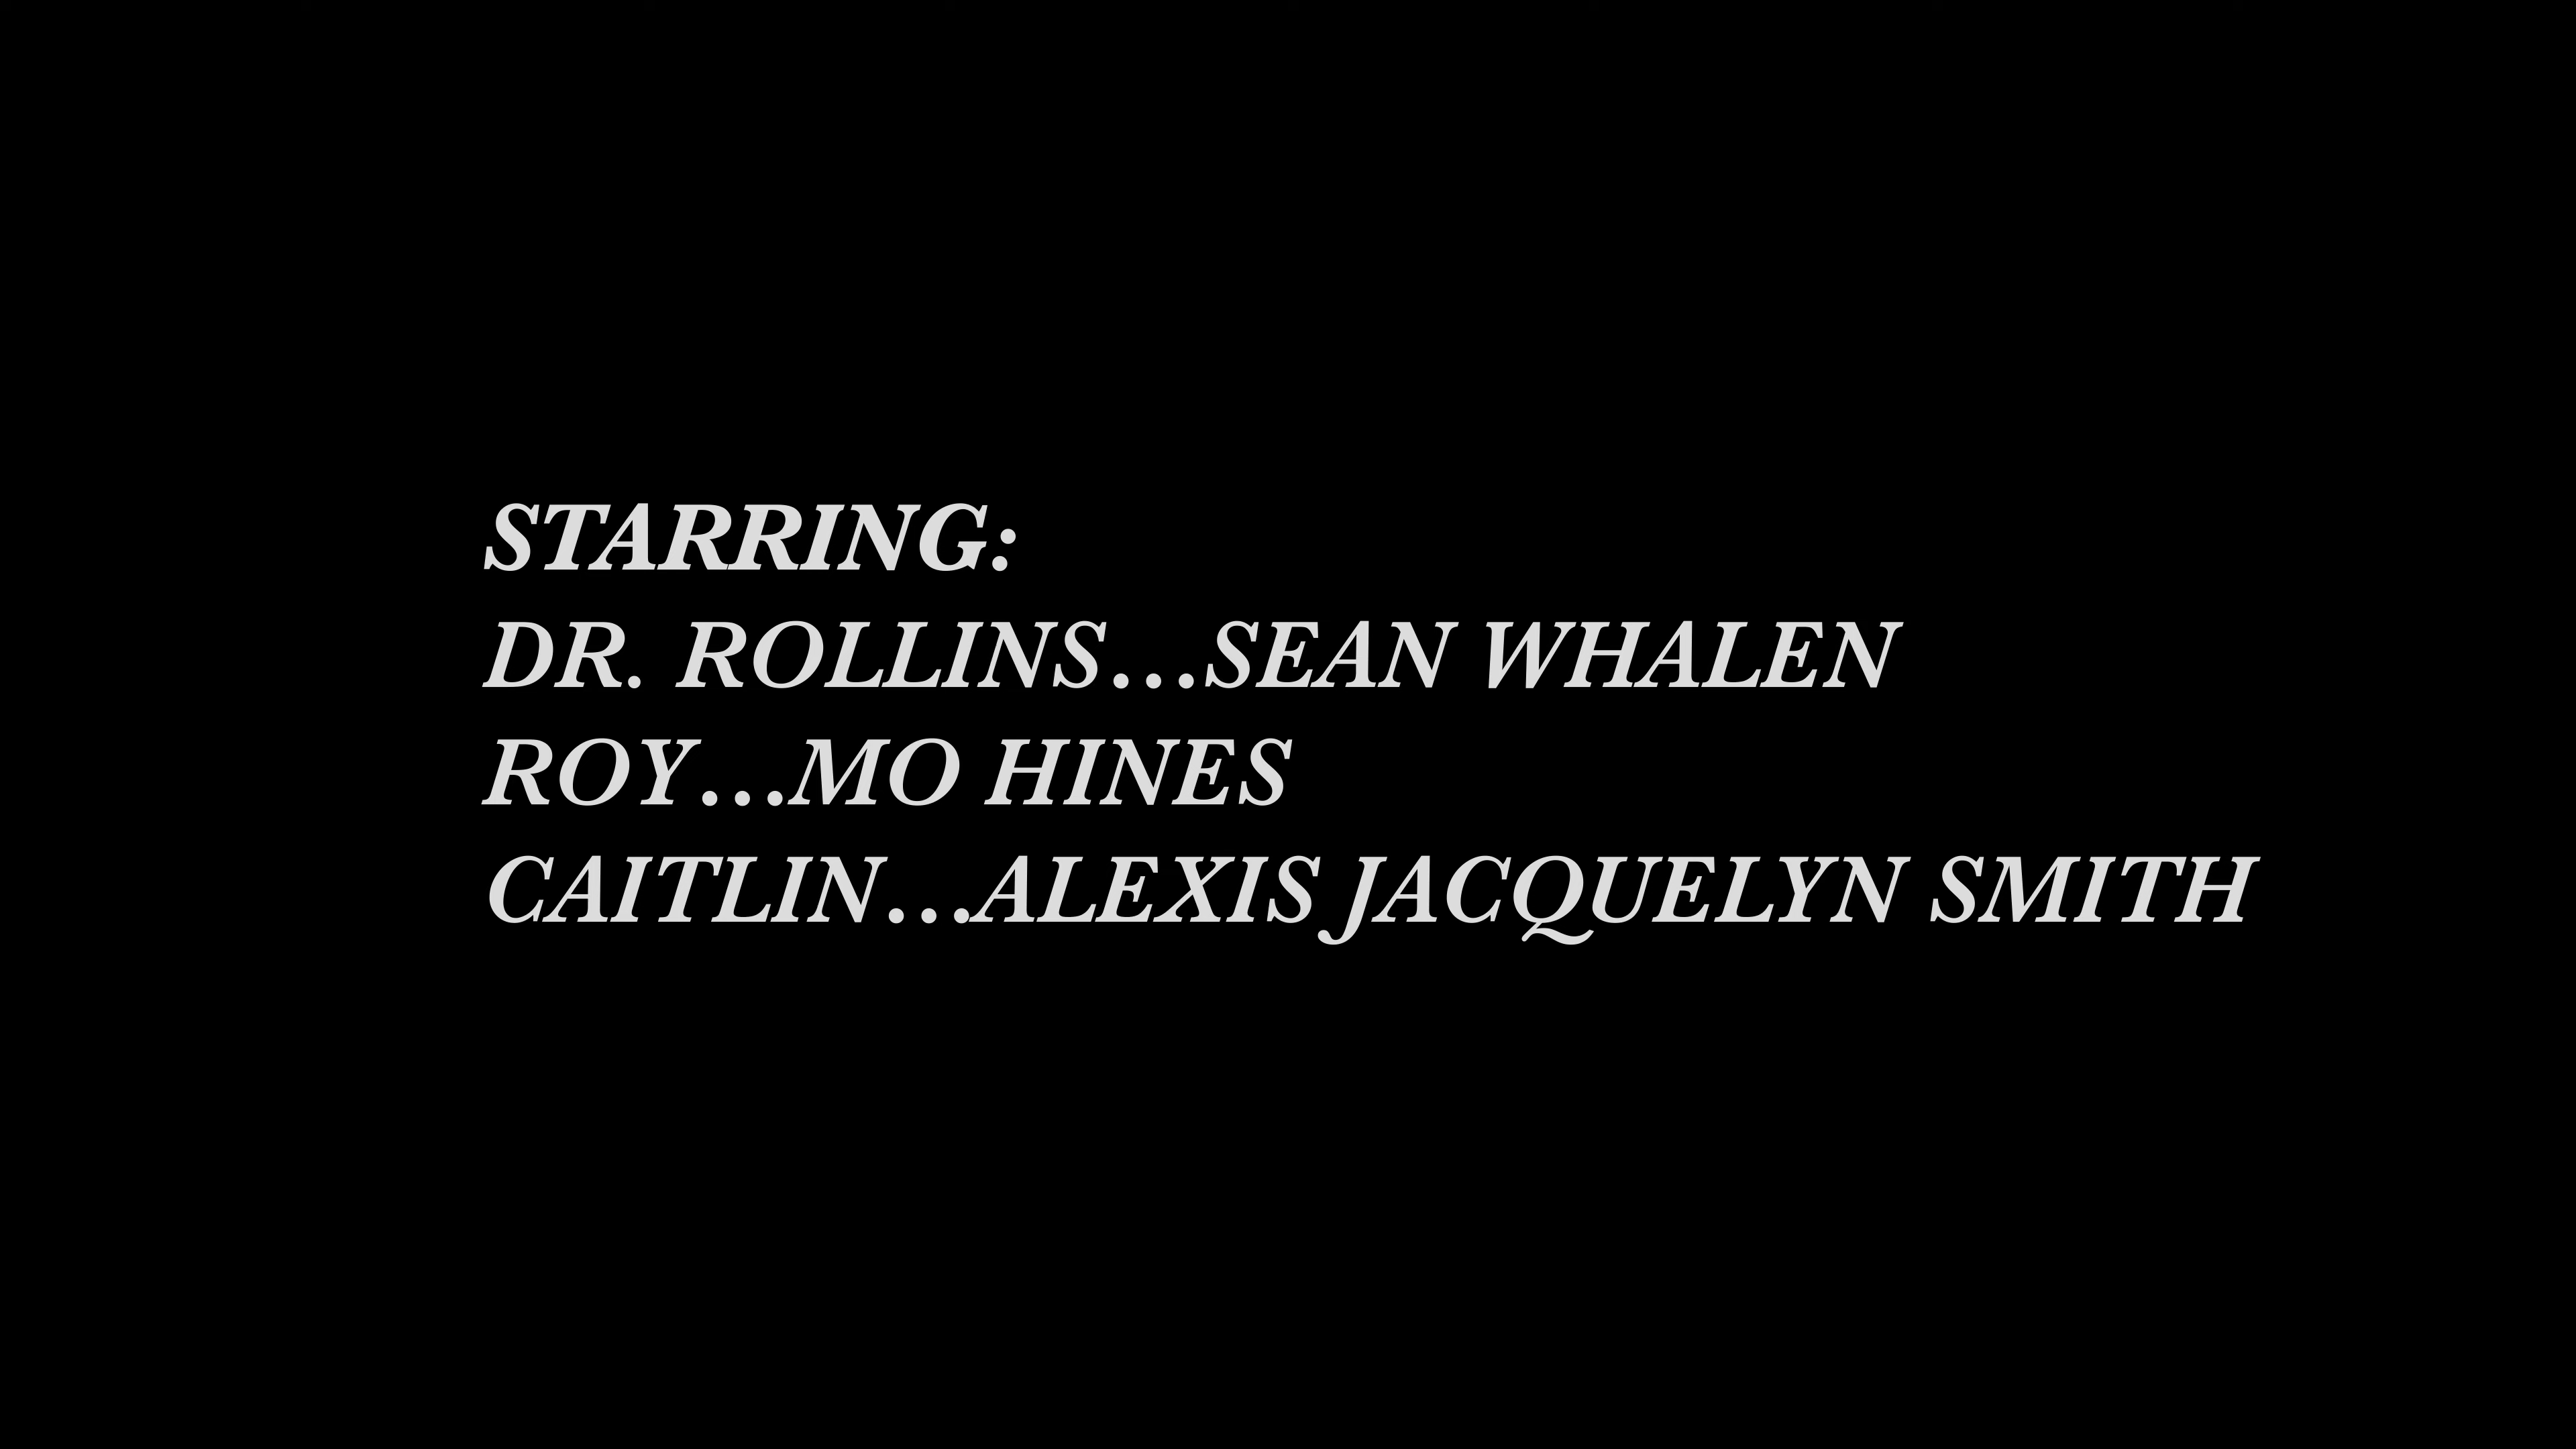 STARRING:
DR. ROLLINS...SEAN WHALEN
ROY...MO HINES
CAITLIN...ALEXIS JACQUELYN SMITH